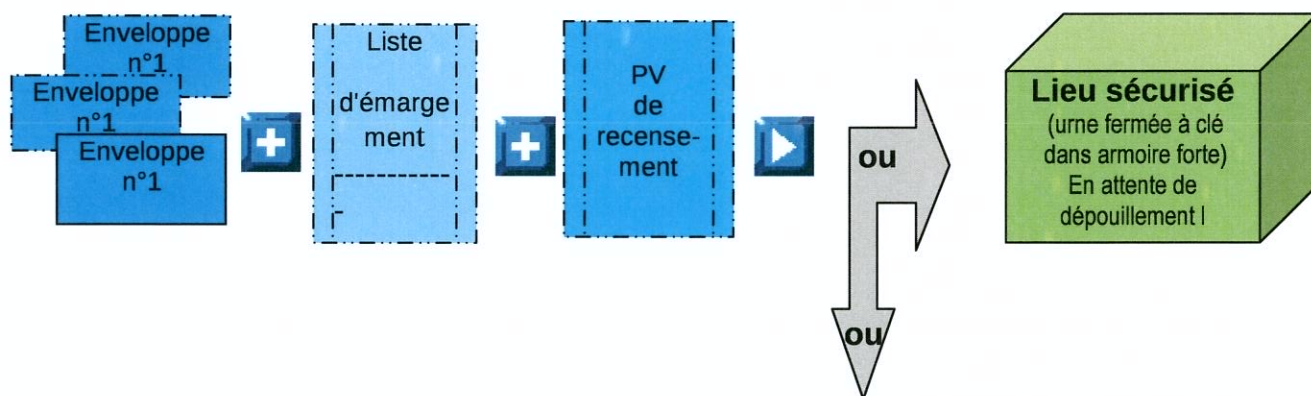 Enveloppe
n°1
Enveloppe
n°1
Enveloppe
n°1
Liste
d'émarge
ment
-
PV
de
recense-
ment
ou
ou
Lieu sécurisé
(urne fermée à clé
dans armoire forte)
En attente de
dépouillement !